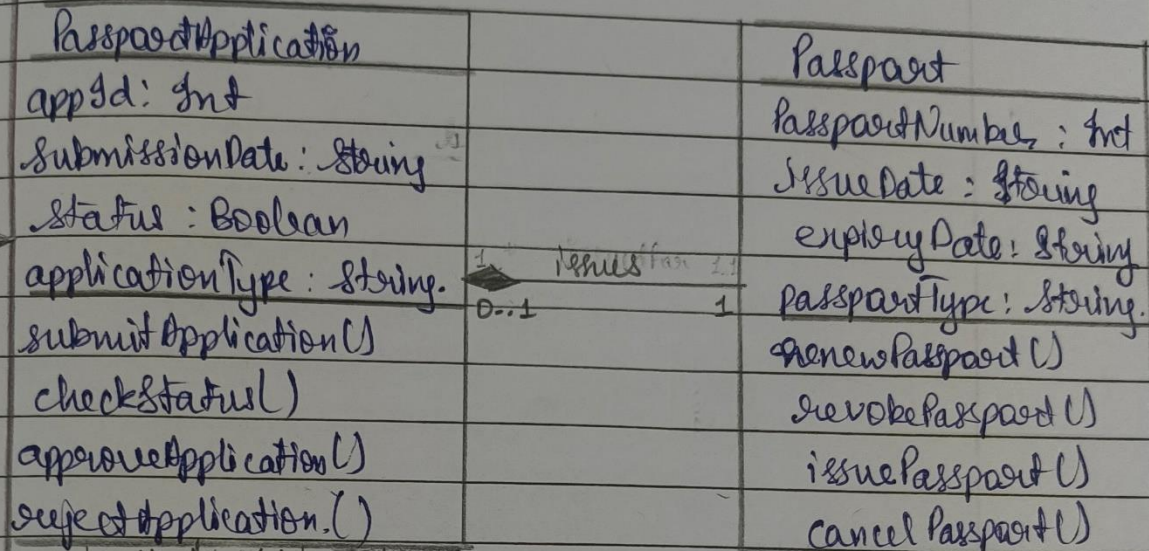 PassportApplication
appId: Int
submissionDate: String
status : Boolean
applicationType: String.
submitApplication()
checkStatus()
approveApplication()
rejectApplication.()
1 issues 1..1
0..1 1
Passport
PassportNumber : Int
issueDate : String
expiryDate: String
passportType: String.
renewPassport()
revokePassport()
issuePassport()
cancelPassport()